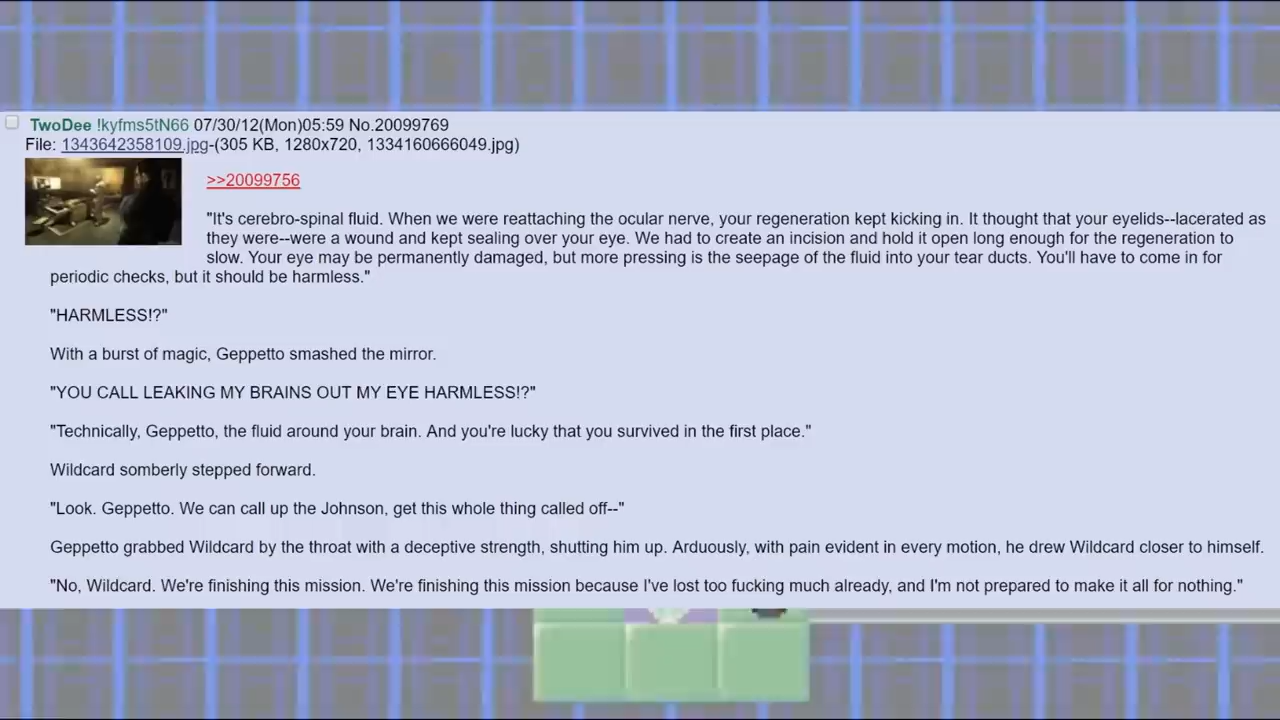 TwoDee !kyfms5tN66 07/30/12(Mon)05:59 No.20099769
File: 1343642358109.jpg-(305 KB, 1280x720, 1334160666049.jpg)
>>20099756
"It's cerebro-spinal fluid. When we were reattaching the ocular nerve, your regeneration kept kicking in. It thought that your eyelids--lacerated as
they were--were a wound and kept sealing over your eye. We had to create an incision and hold it open long enough for the regeneration to
slow. Your eye may be permanently damaged, but more pressing is the seepage of the fluid into your tear ducts. You'll have to come in for
periodic checks, but it should be harmless."
"HARMLESS!?"
With a burst of magic, Geppetto smashed the mirror.
"YOU CALL LEAKING MY BRAINS OUT MY EYE HARMLESS!?"
"Technically, Geppetto, the fluid around your brain. And you're lucky that you survived in the first place."
Wildcard somberly stepped forward.
"Look. Geppetto. We can call up the Johnson, get this whole thing called off--"
Geppetto grabbed Wildcard by the throat with a deceptive strength, shutting him up. Arduously, with pain evident in every motion, he drew Wildcard closer to himself.
"No, Wildcard. We're finishing this mission. We're finishing this mission because I've lost too fucking much already, and I'm not prepared to make it all for nothing."